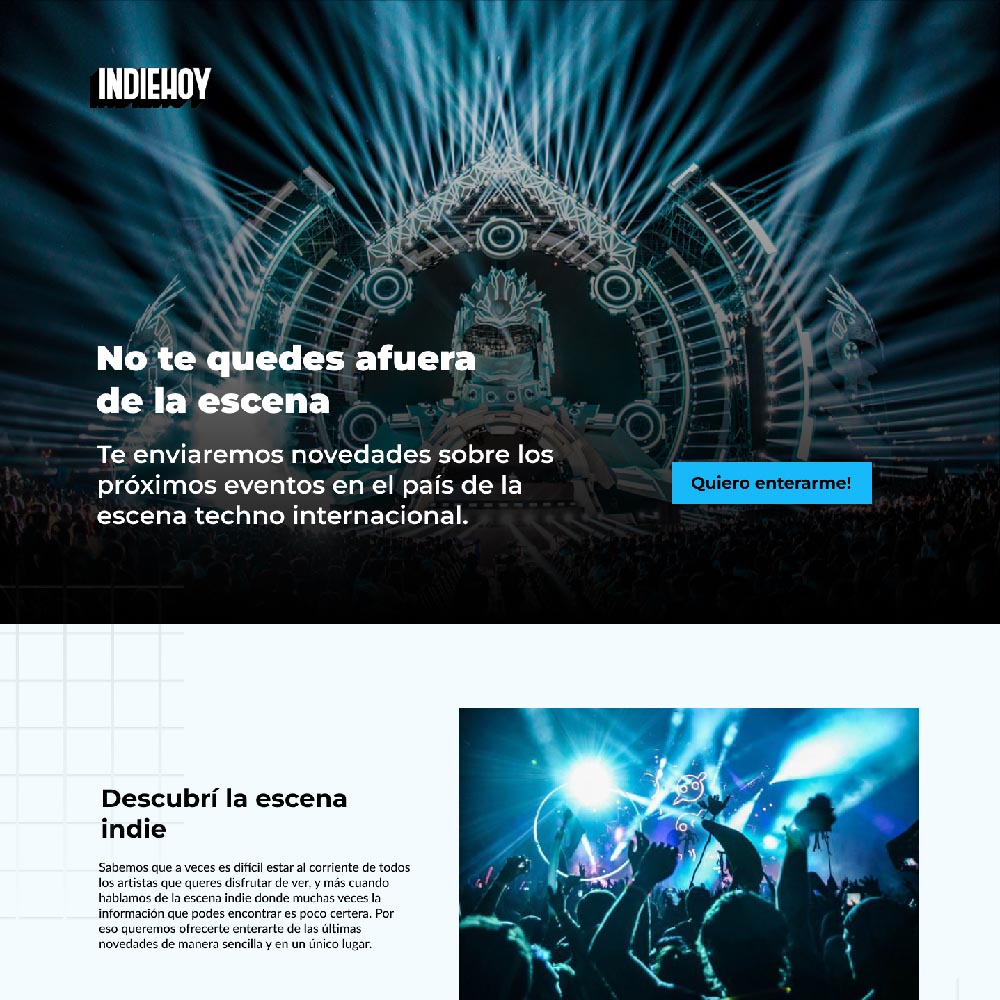 INDIEHOY
No te quedes afuera
de la escena
Te enviaremos novedades sobre los
próximos eventos en el país de la
escena techno internacional.
Quiero enterarme!
Descubrí la escena
indie
Sabemos que a veces es difícil estar al corriente de todos
los artistas que queres disfrutar de ver, y más cuando
hablamos de la escena indie donde muchas veces la
información que podes encontrar es poco certera. Por
eso queremos ofrecerte enterarte de las últimas
novedades de manera sencilla y en un único lugar.